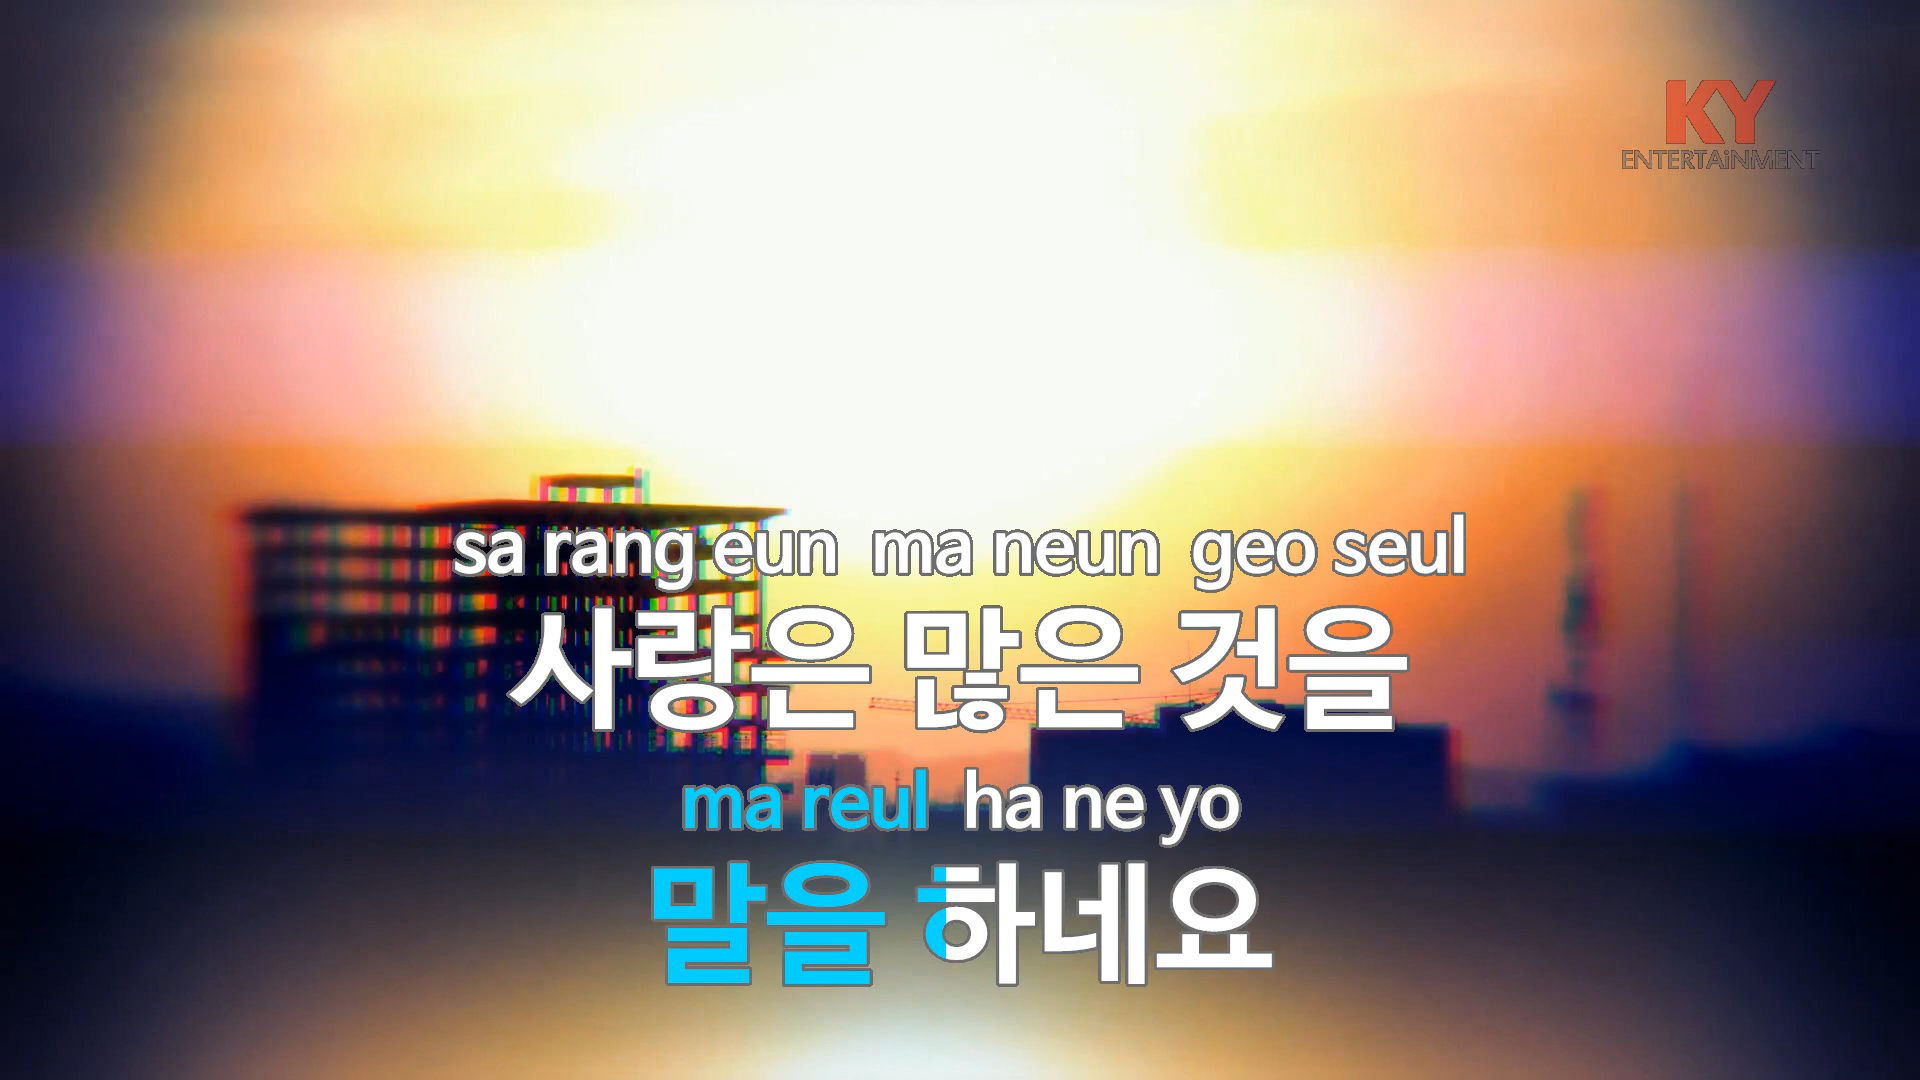 KY
ENTERTAiNMENT
sa rang eun ma neun geo seul
사랑은 많은 것을
ma reul ha ne yo
말을 하네요